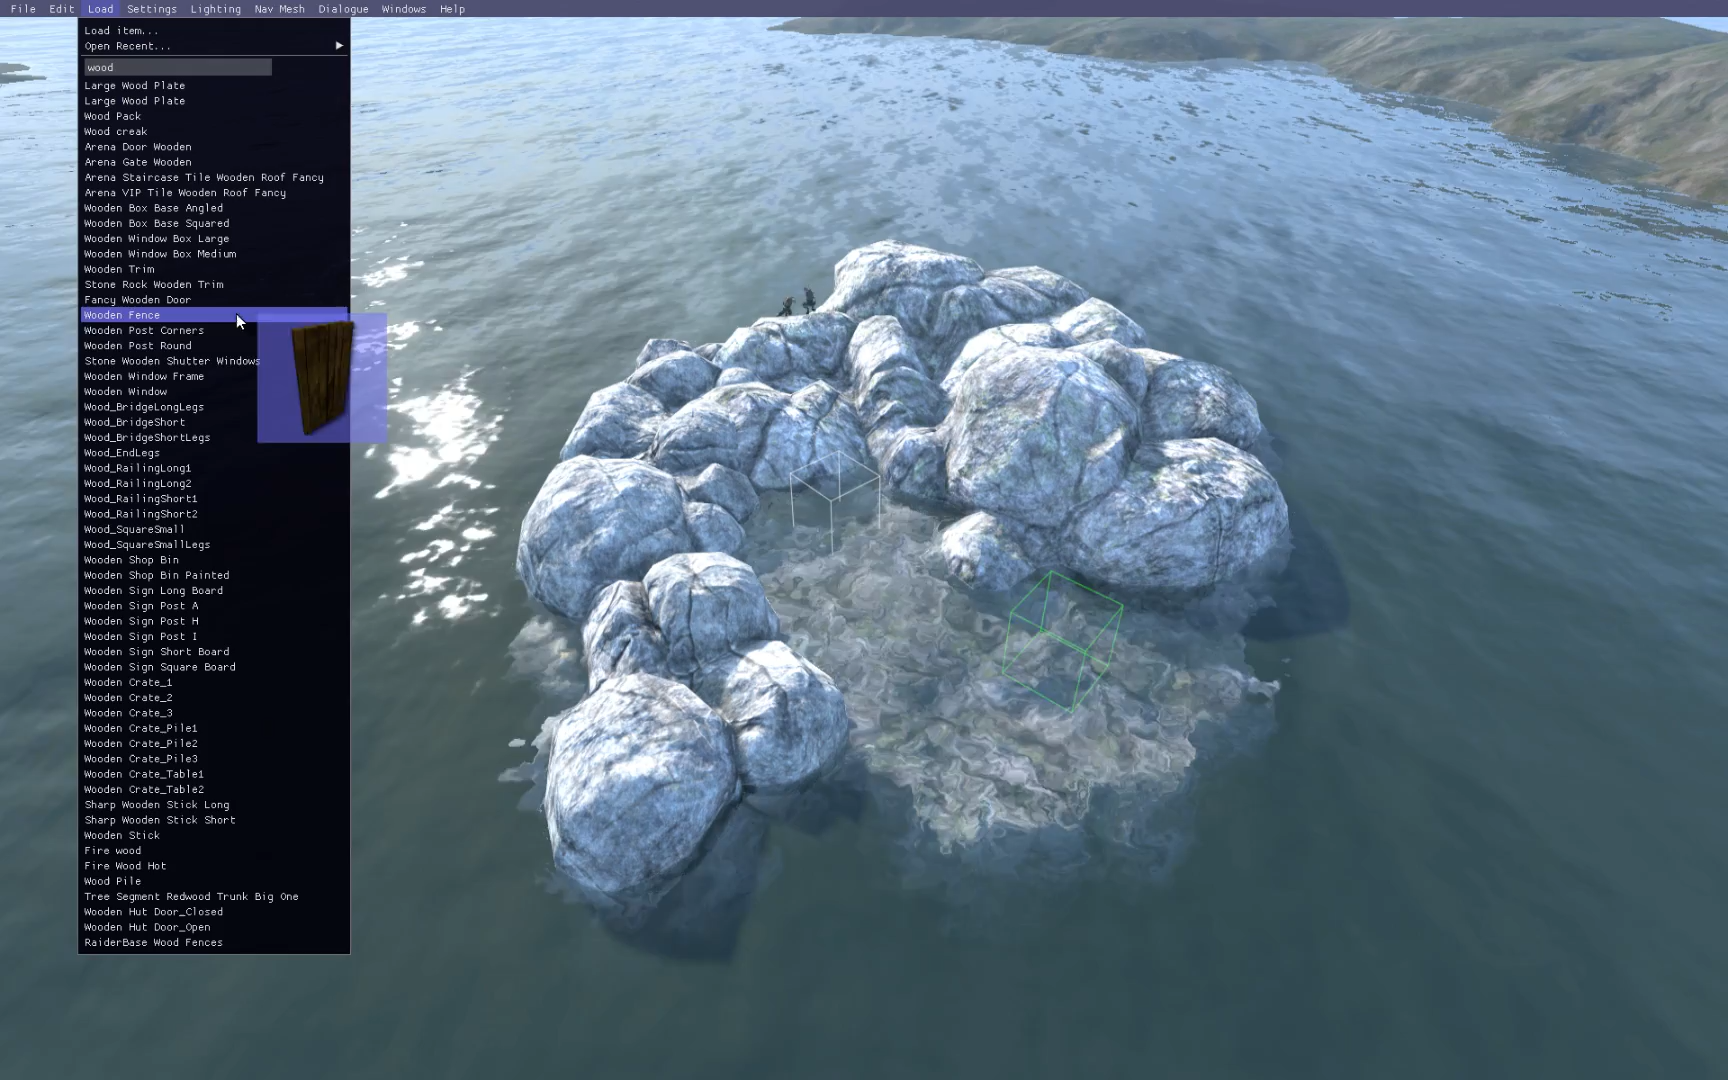 File Edit Load Settings Lighting Nav Mesh Dialogue Windows Help
Load item...
Open Recent...
wood
Large Wood Plate
Large Wood Plate
Wood Pack
Wood creak
Arena Door Wooden
Arena Gate Wooden
Arena Staircase Tile Wooden Roof Fancy
Arena VIP Tile Wooden Roof Fancy
Wooden Box Base Angled
Wooden Box Base Squared
Wooden Window Box Large
Wooden Window Box Medium
Wooden Trim
Stone Rock Wooden Trim
Fancy Wooden Door
Wooden Fence
Wooden Post Corners
Wooden Post Round
Stone Wooden Shutter Windows
Wooden Window Frame
Wooden Window
Wood_BridgeLongLegs
Wood_BridgeShort
Wood_BridgeShortLegs
Wood_EndLegs
Wood_RailingLong1
Wood_RailingLong2
Wood_RailingShort1
Wood_RailingShort2
Wood_SquareSmall
Wood_SquareSmallLegs
Wooden Shop Bin
Wooden Shop Bin Painted
Wooden Sign Long Board
Wooden Sign Post A
Wooden Sign Post H
Wooden Sign Post I
Wooden Sign Short Board
Wooden Sign Square Board
Wooden Crate_1
Wooden Crate_2
Wooden Crate_3
Wooden Crate_Pile1
Wooden Crate_Pile2
Wooden Crate_Pile3
Wooden Crate_Table1
Wooden Crate_Table2
Sharp Wooden Stick Long
Sharp Wooden Stick Short
Wooden Stick
Fire wood
Fire Wood Hot
Wood Pile
Tree Segment Redwood Trunk Big One
Wooden Hut Door_Closed
Wooden Hut Door_Open
RaiderBase Wood Fences